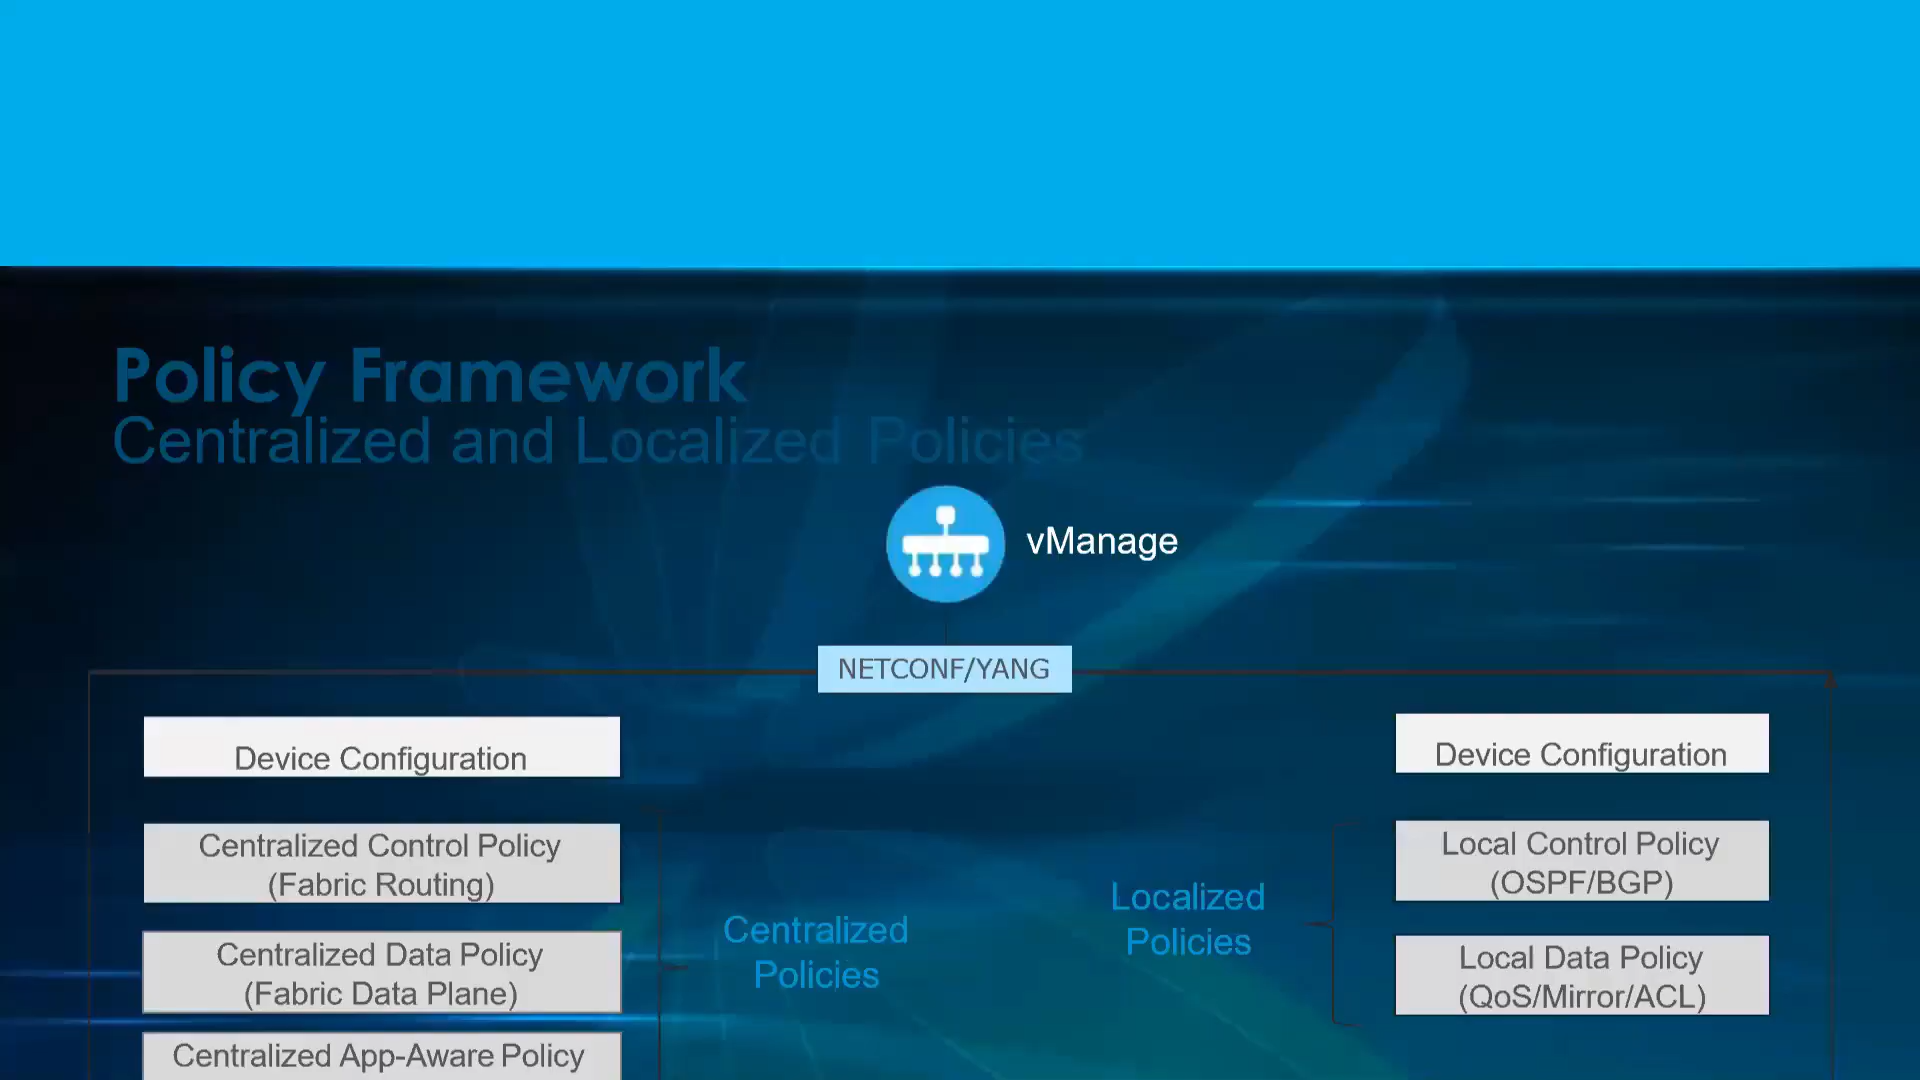 Policy Framework
Centralized and Localized Policies
vManage
NETCONF/YANG
Device Configuration
Centralized Control Policy
(Fabric Routing)
Centralized Data Policy
(Fabric Data Plane)
Centralized App-Aware Policy
Centralized
Policies
Localized
Policies
Device Configuration
Local Control Policy
(OSPF/BGP)
Local Data Policy
(QoS/Mirror/ACL)